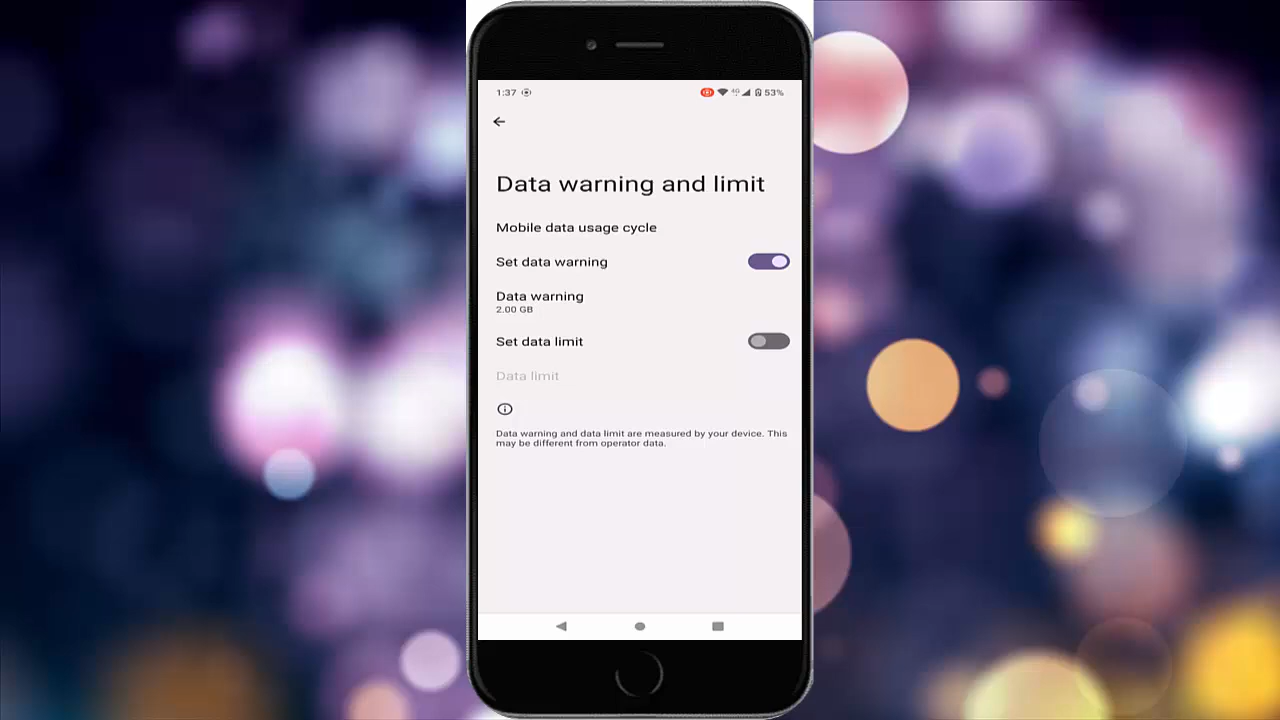 1:37 4G 53%
Data warning and limit
Mobile data usage cycle
Set data warning
Data warning
2.00 GB
Set data limit
Data limit
Data warning and data limit are measured by your device. This
may be different from operator data.